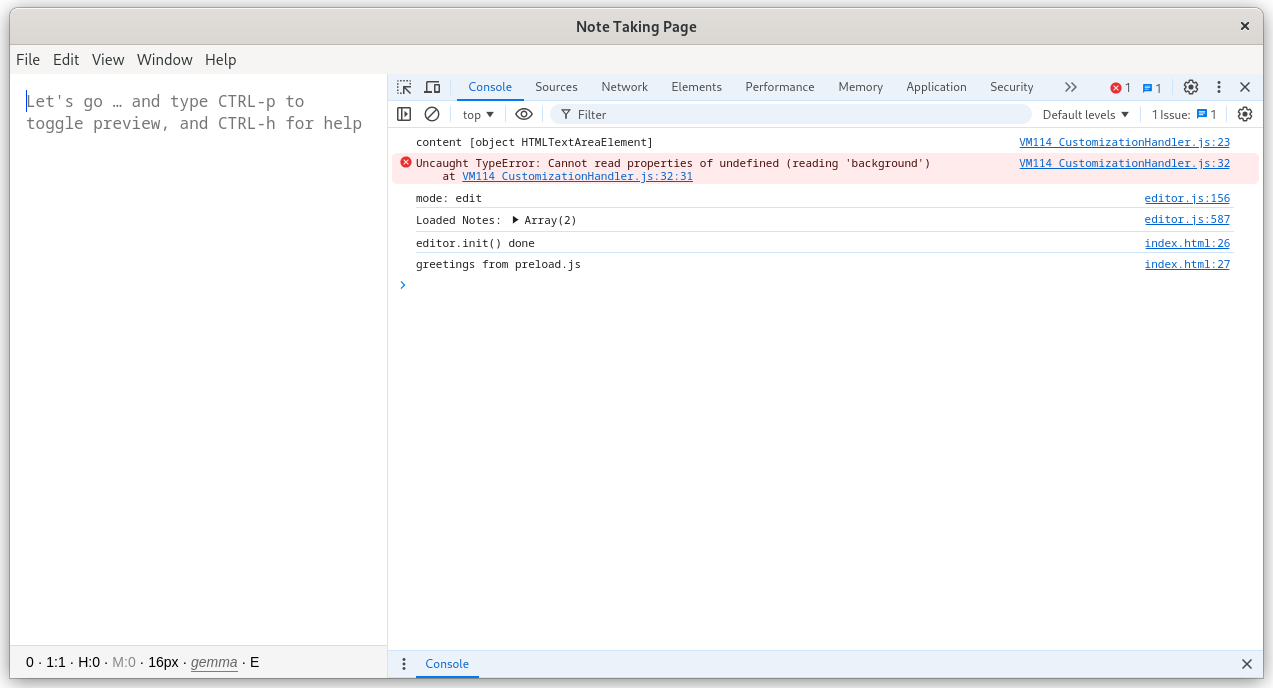 Note Taking Page
File Edit View Window Help
Let's go … and type CTRL-p to
toggle preview, and CTRL-h for help
0 · 1:1 · H:0 · M:0 · 16px · gemma · E
Console Sources Network Elements Performance Memory Application Security 1 1
top Filter Default levels 1 Issue: 1
content [object HTMLTextAreaElement] VM114 CustomizationHandler.js:23
Uncaught TypeError: Cannot read properties of undefined (reading 'background') VM114 CustomizationHandler.js:32
at VM114 CustomizationHandler.js:32:31
mode: edit editor.js:156
Loaded Notes: Array(2) editor.js:587
editor.init() done index.html:26
greetings from preload.js index.html:27
Console